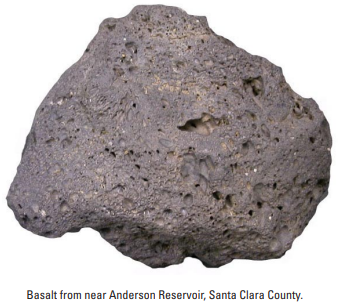 Basalt from near Anderson Reservoir, Santa Clara County.